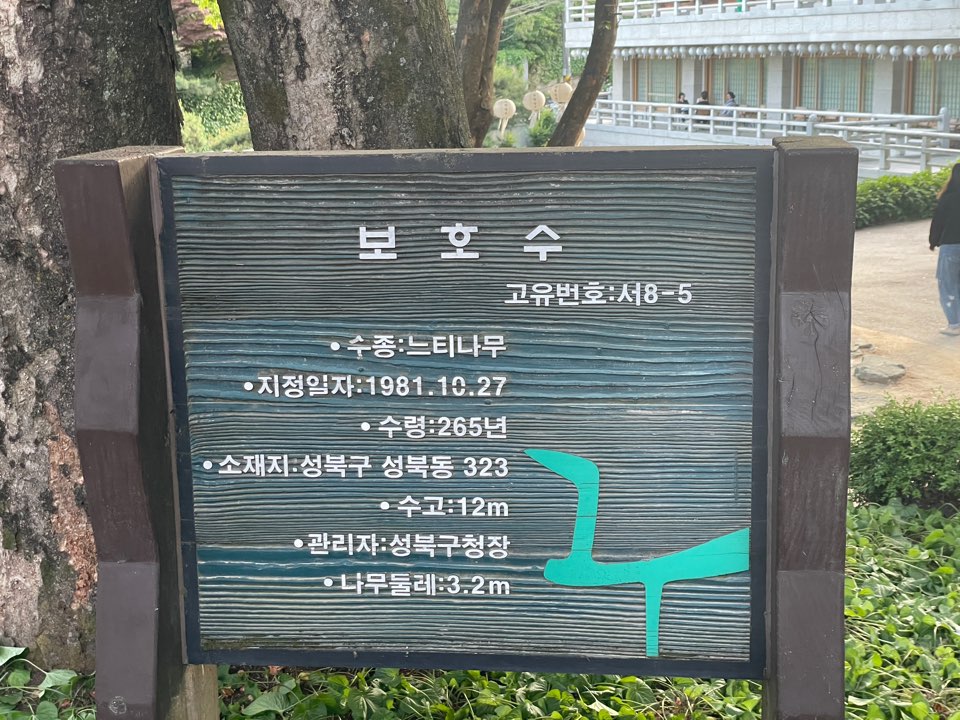 보 호 수
고유번호:서8-5
•수종:느티나무
•지정일자:1981.10.27
•수령:265년
•소재지:성북구 성북동 323
•수고:12m
•관리자:성북구청장
•나무둘레:3.2m